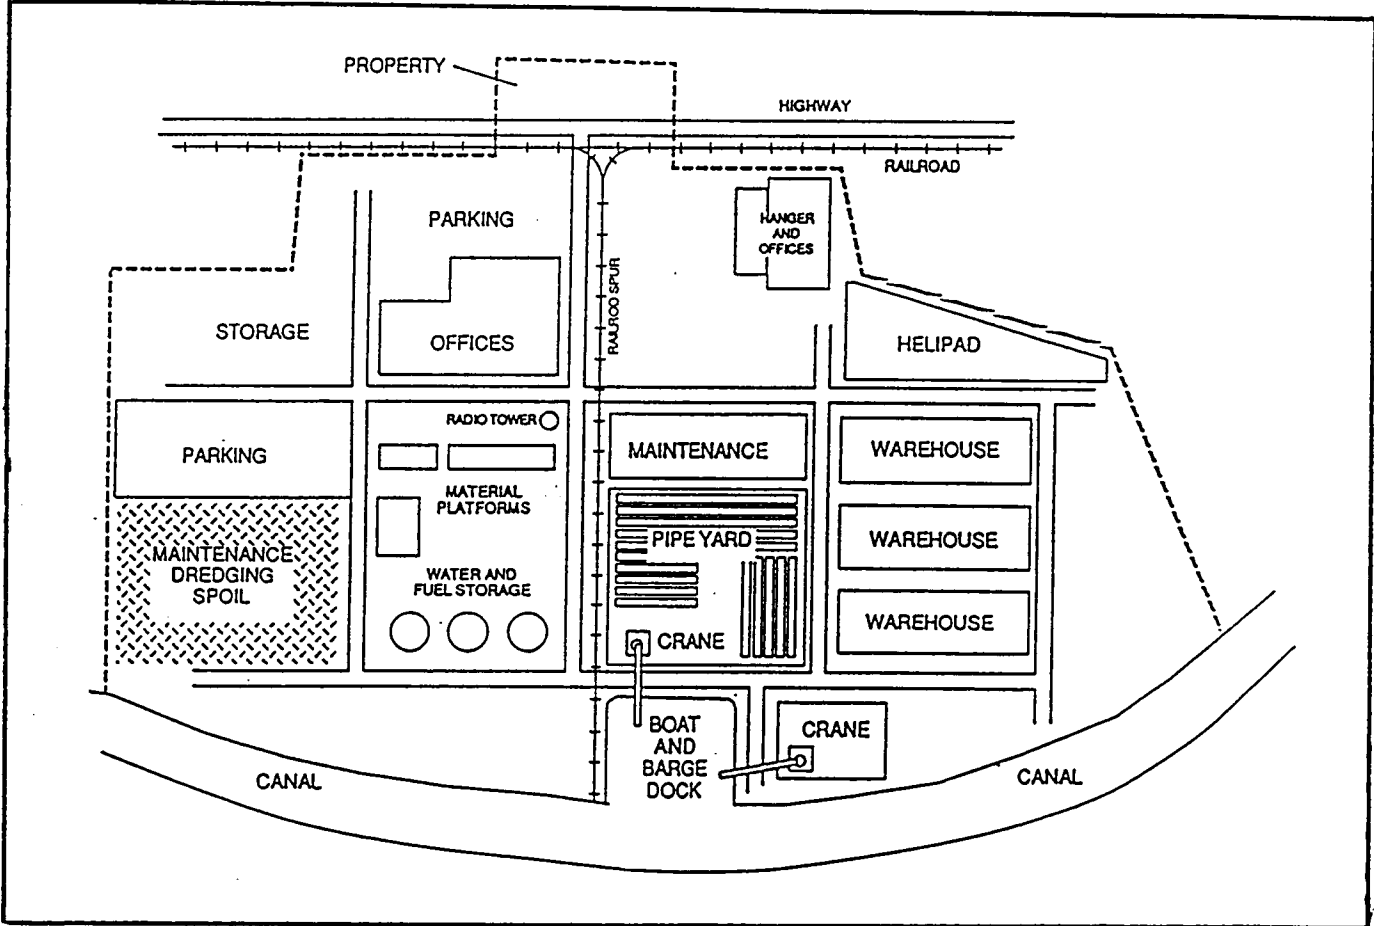 PROPERTY
HIGHWAY
RAILROAD
PARKING
HANGER
AND
OFFICES
RAILROO SPUR
STORAGE
OFFICES
HELIPAD
RADIO TOWER
PARKING
MAINTENANCE
WAREHOUSE
MATERIAL
PLATFORMS
PIPE YARD
WAREHOUSE
MAINTENANCE
DREDGING
SPOIL
WATER AND
FUEL STORAGE
WAREHOUSE
CRANE
BOAT
AND
BARGE
DOCK
CRANE
CANAL
CANAL